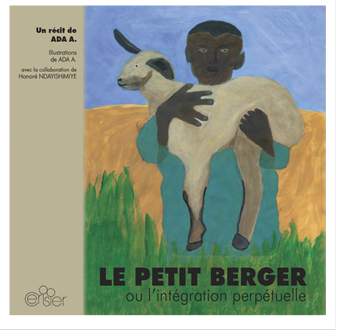 Un récit de
ADA A.
Illustrations
de ADA A.
avec la collaboration de
Honoré NDAYISHIMIYE
LE PETIT BERGER
ou l'intégration perpétuelle